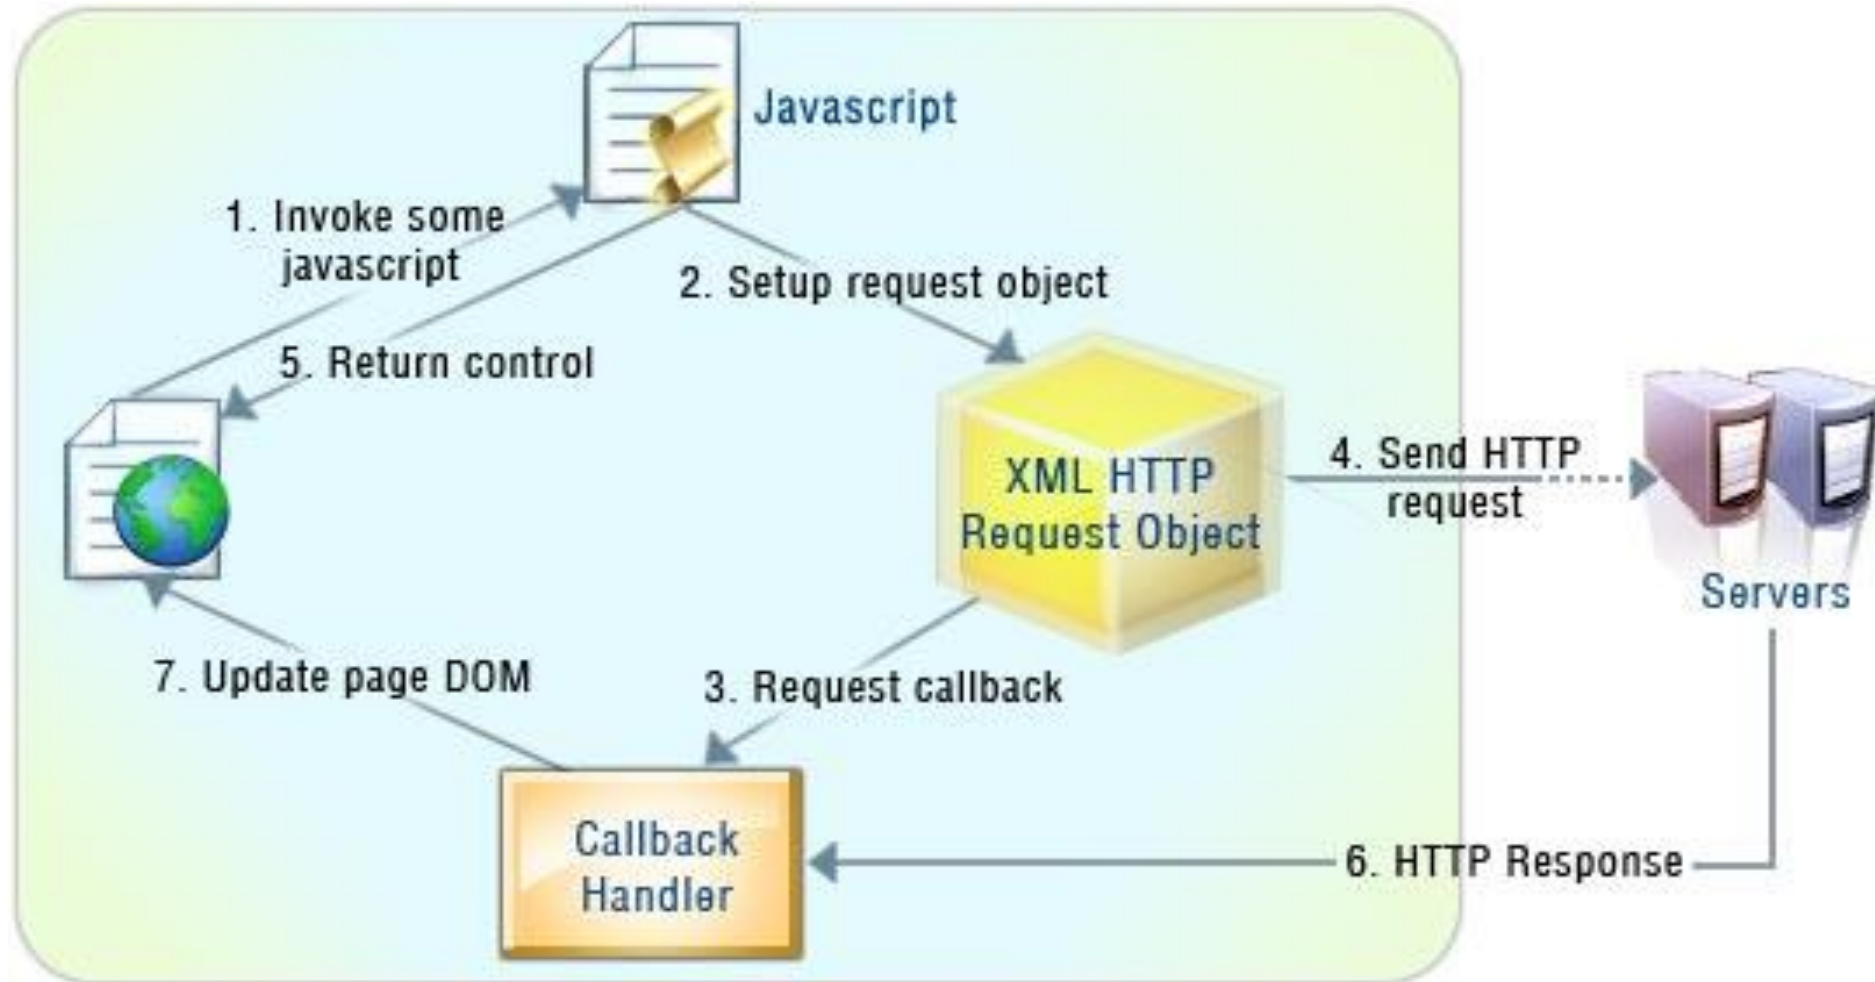 Javascript
1. Invoke some
javascript
2. Setup request object
5. Return control
XML HTTP
Request Object
4. Send HTTP
request
Servers
7. Update page DOM
3. Request callback
Callback
Handler
6. HTTP Response